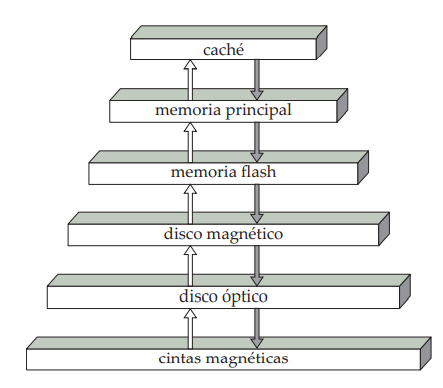 caché
memoria principal
memoria flash
disco magnético
disco óptico
cintas magnéticas